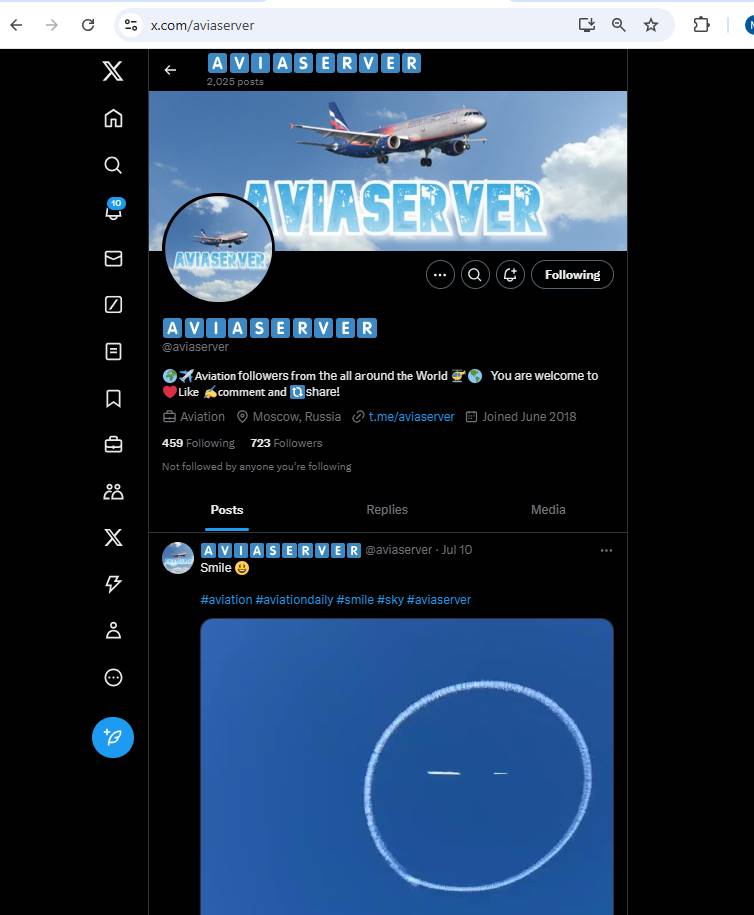 x.com/aviaserver
🅰🆅🅸🅰🆂🅴🆁🆅🅴🆁
2,025 posts
AVIASERVER
AVIASERVER
10
Following
🅰🆅🅸🅰🆂🅴🆁🆅🅴🆁
@aviaserver
🌍✈️Aviation followers from the all around the World 🚁🌎 You are welcome to
❤️Like ✍️comment and 🔃share!
Aviation Moscow, Russia t.me/aviaserver Joined June 2018
459 Following 723 Followers
Not followed by anyone you're following
Posts Replies Media
🅰🆅🅸🅰🆂🅴🆁🆅🅴🆁 @aviaserver · Jul 10
Smile 😃
#aviation #aviationdaily #smile #sky #aviaserver